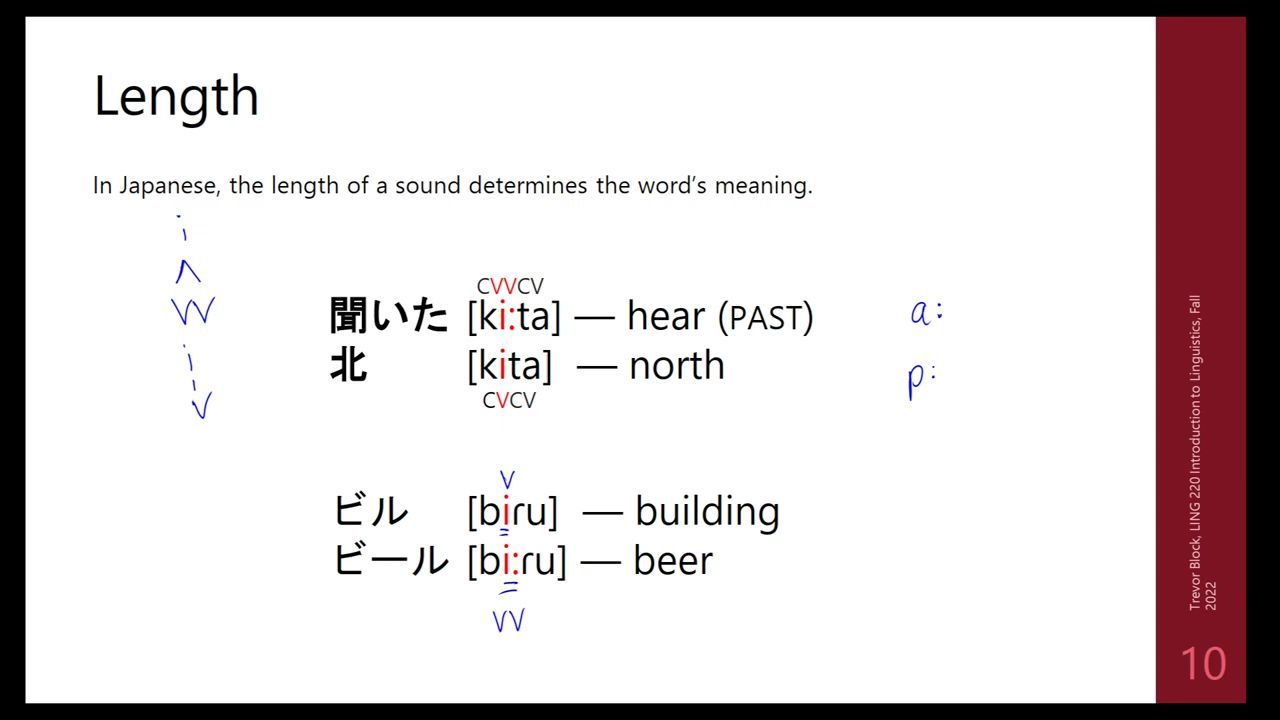 Length
In Japanese, the length of a sound determines the word’s meaning.
CVVCV
聞いた [ki:ta] — hear (PAST)
北 [kita] — north
CVCV
a:
p:
VV
V
V
ビル [biɾu] — building
ビール [bi:ɾu] — beer
VV
Trevor Block, LING 220 Introduction to Linguistics, Fall
2022
10